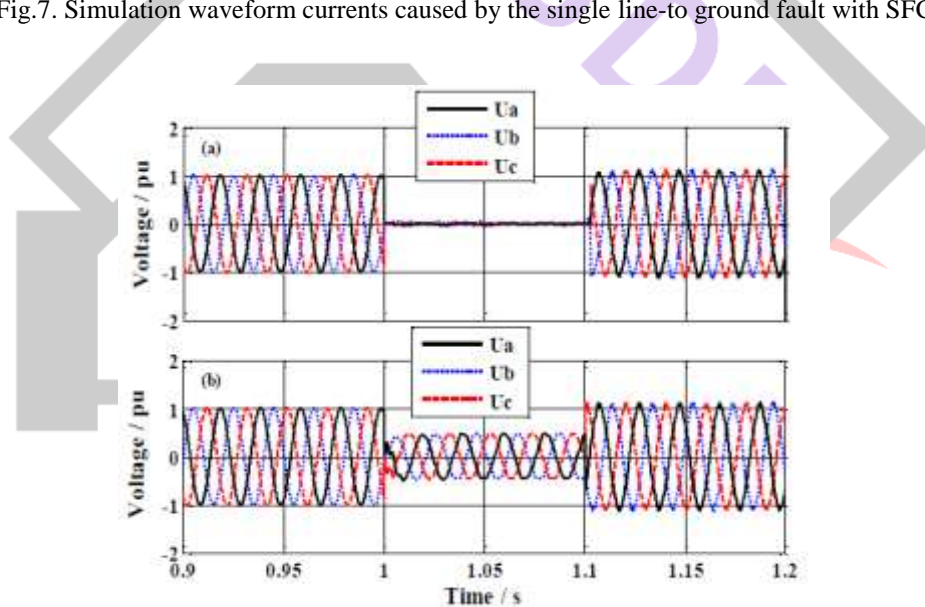 Fig.7. Simulation waveform currents caused by the single line-to ground fault with SFC
Ua
Ub
Uc
(a)
Voltage / pu
2
1
0
-1
-2
Ua
Ub
Uc
(b)
Voltage / pu
2
1
0
-1
-2
0.9 0.95 1 1.05 1.1 1.15 1.2
Time / s